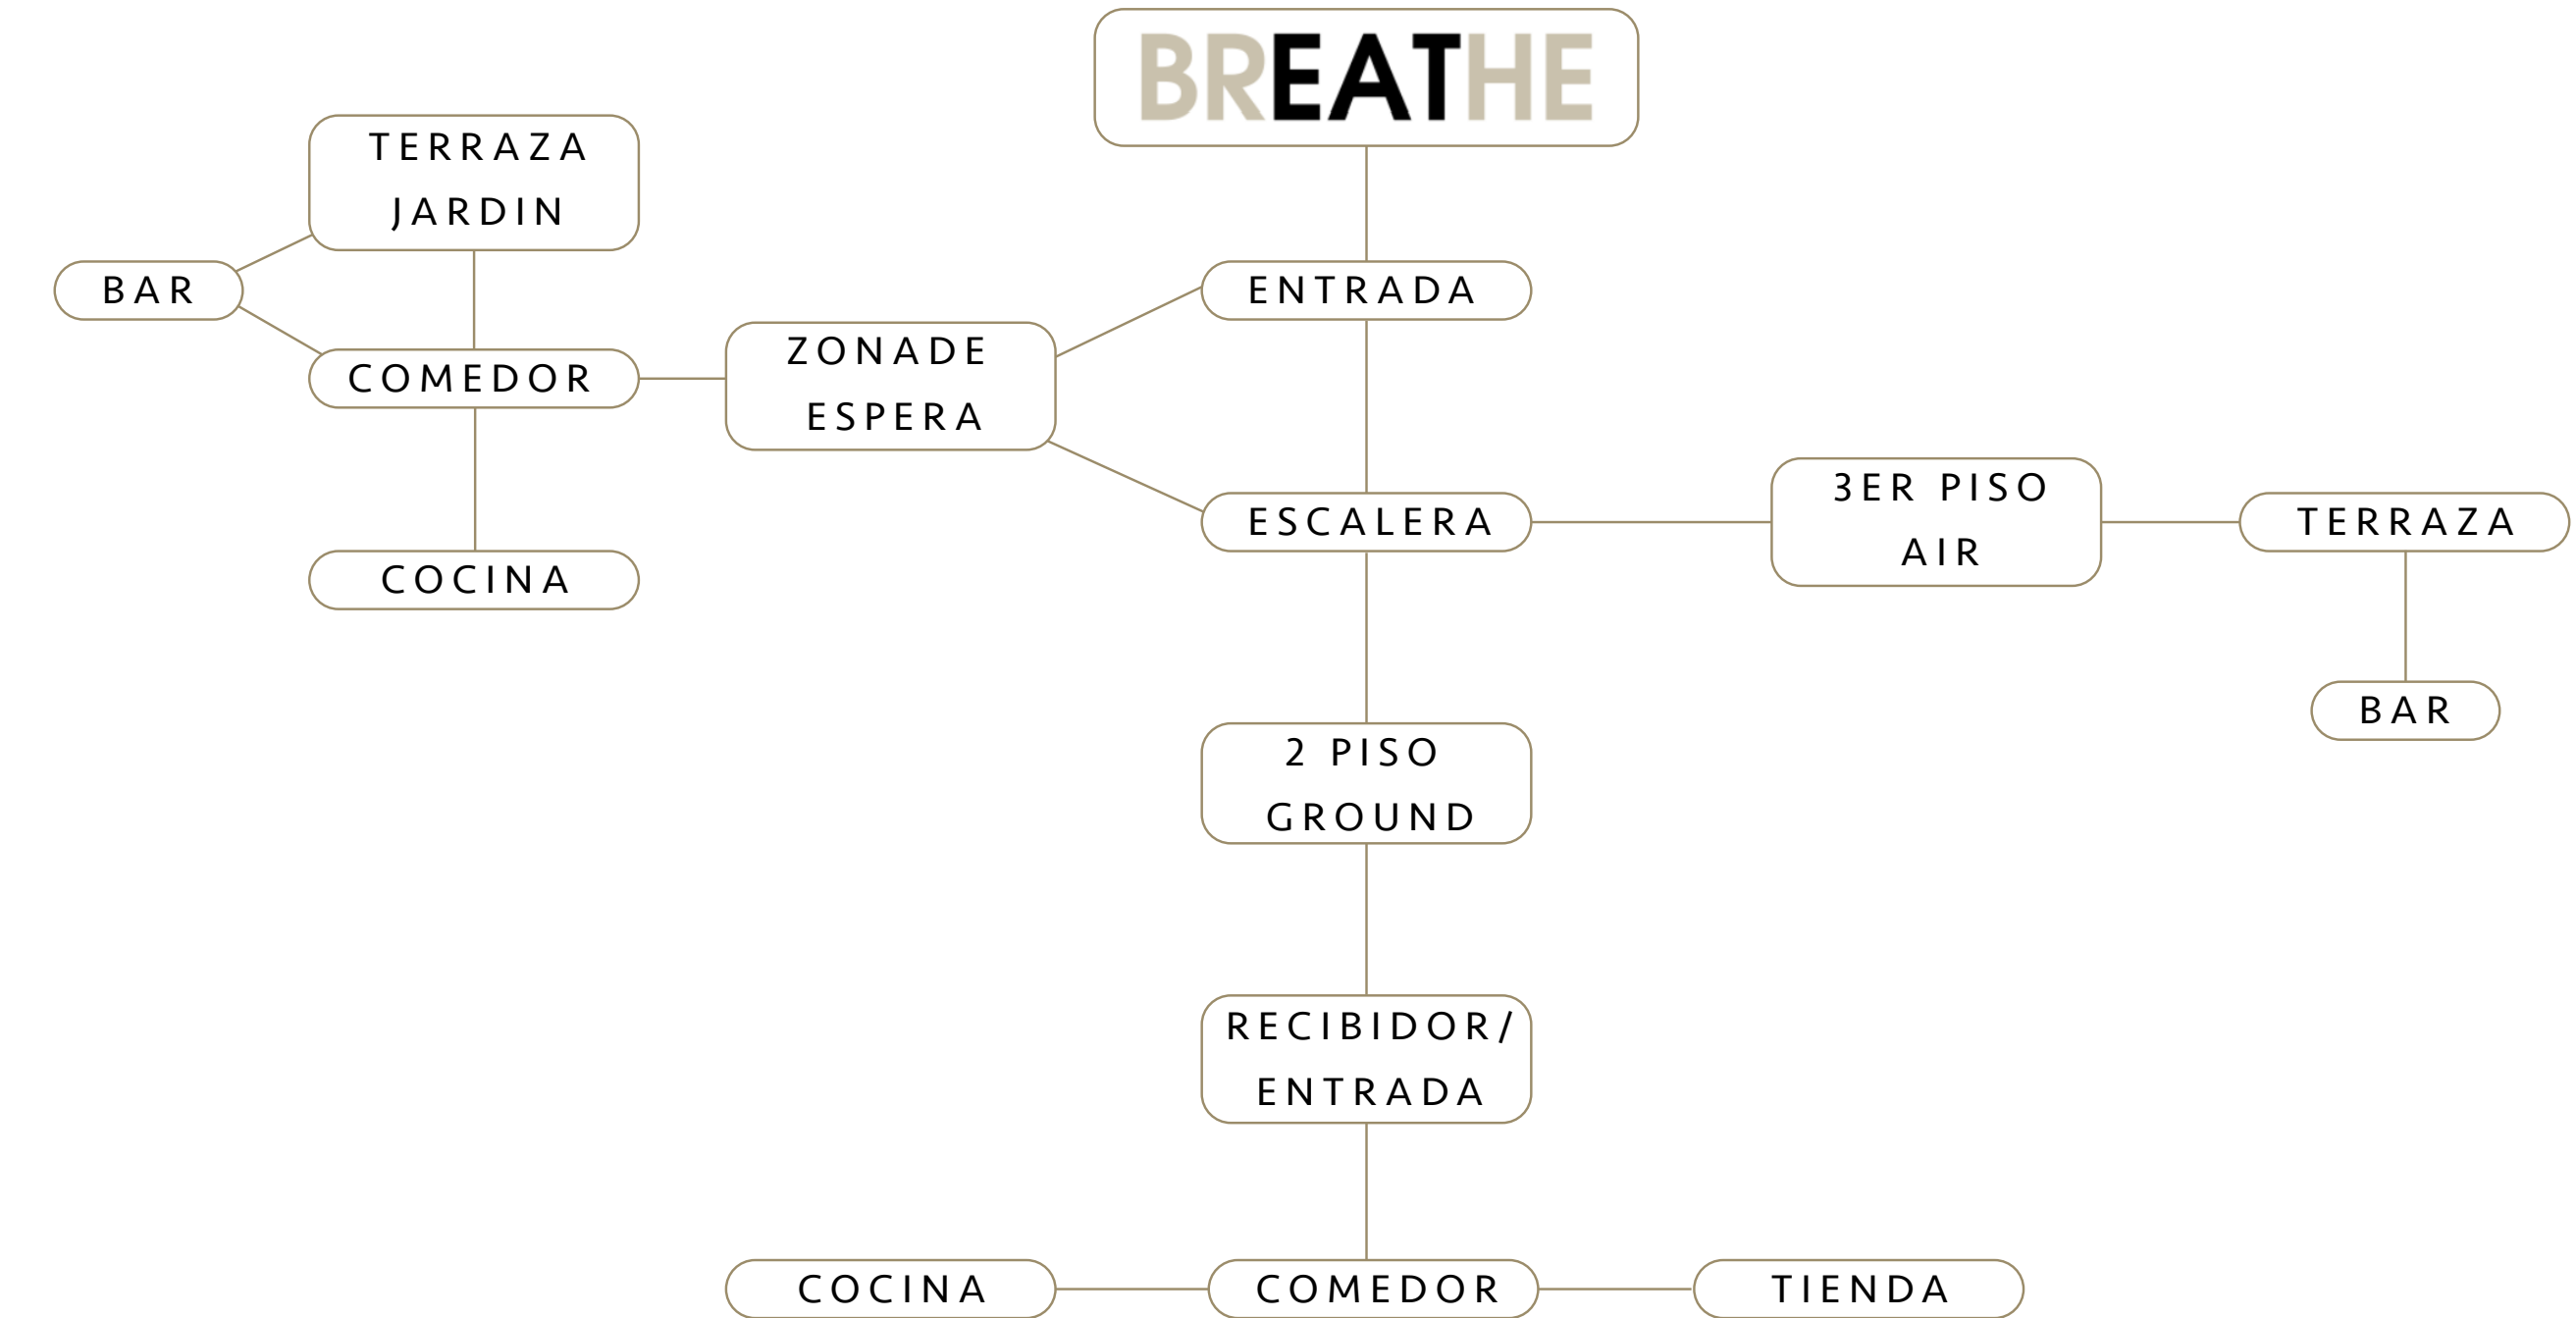 BREATHE
TERRAZA
JARDIN
BAR
ENTRADA
ZONADE
ESPERA
COMEDOR
3ER PISO
AIR
ESCALERA
TERRAZA
COCINA
BAR
2 PISO
GROUND
RECIBIDOR/
ENTRADA
COCINA
COMEDOR
TIENDA